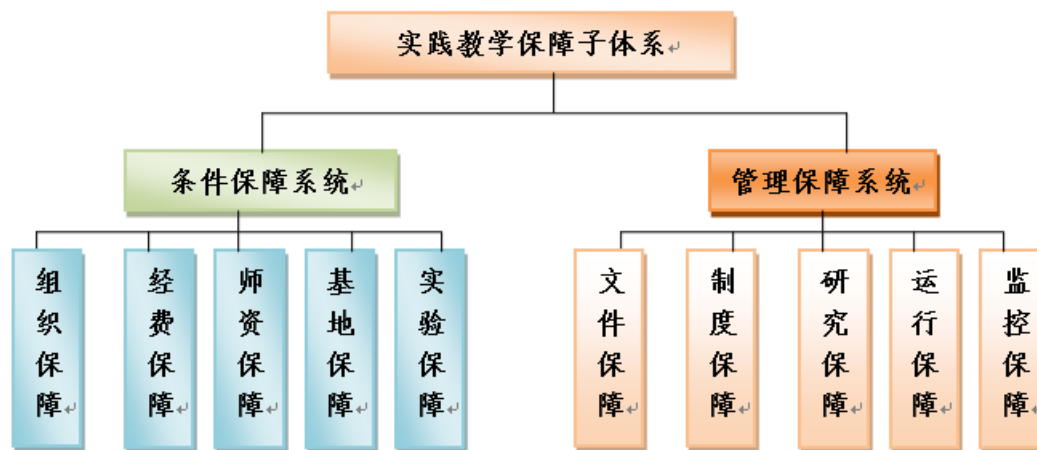 实践教学保障子体系
条件保障系统
管理保障系统
组织保障
经费保障
师资保障
基地保障
实验保障
文件保障
制度保障
研究保障
运行保障
监控保障